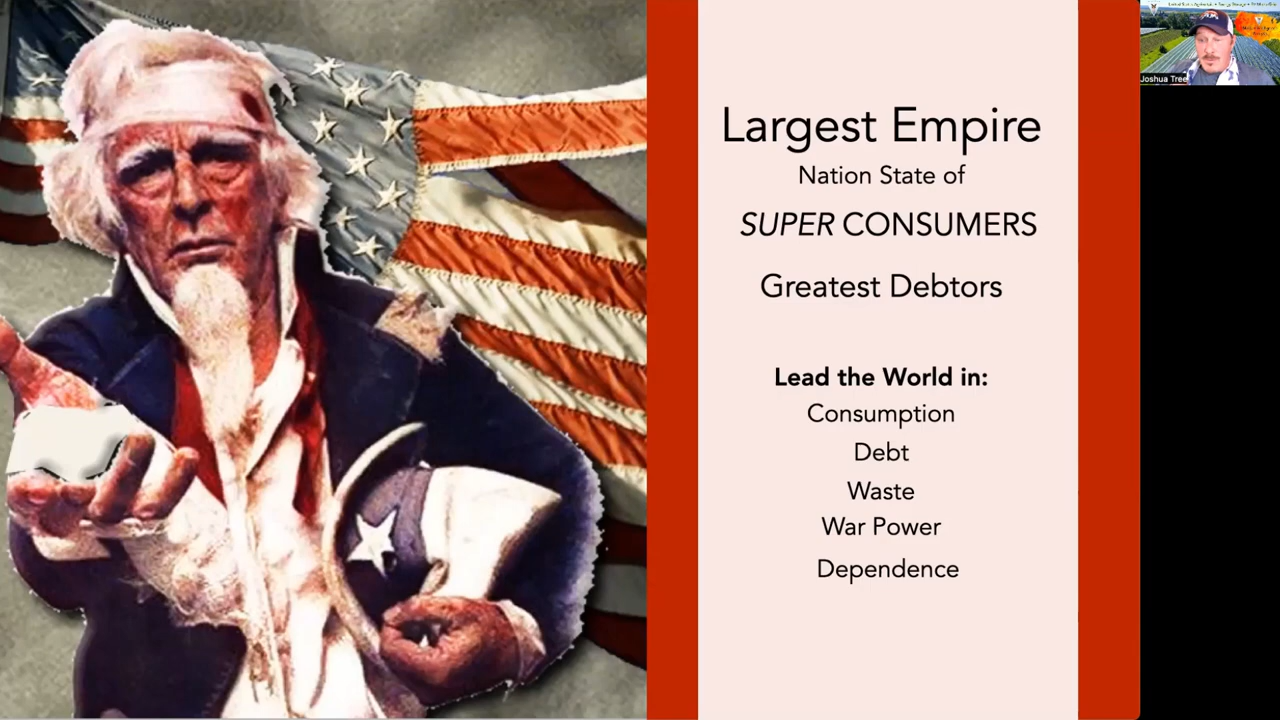 Largest Empire
Nation State of
SUPER CONSUMERS
Greatest Debtors
Lead the World in:
Consumption
Debt
Waste
War Power
Dependence
Joshua Tree